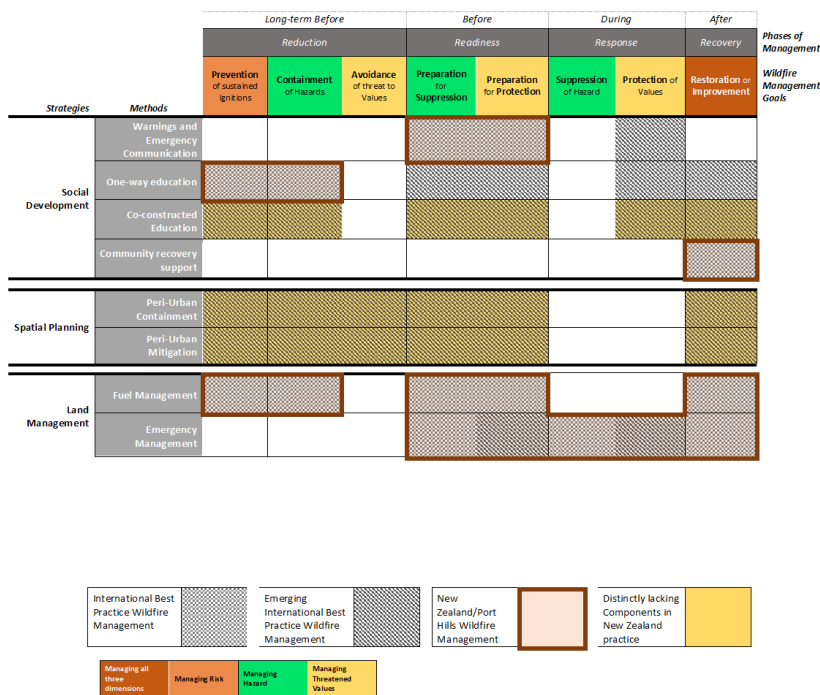 Long-term Before
Before
During
After
Reduction
Readiness
Response
Recovery
Phases of
Management
Prevention
of sustained
Ignitions
Containment
of Hazards
Avoidance
of threat to
Values
Preparation
for
Suppression
Preparation
for Protection
Suppression
of Hazard
Protection of
Values
Restoration or
Improvement
Wildfire
Management
Goals
Strategies
Methods
Social
Development
Warnings and
Emergency
Communication
One-way education
Co-constructed
Education
Community recovery
support
Spatial Planning
Peri-Urban
Containment
Peri-Urban
Mitigation
Land
Management
Fuel Management
Emergency
Management
International Best
Practice Wildfire
Management
Emerging
International Best
Practice Wildfire
Management
New
Zealand/Port
Hills Wildfire
Management
Distinctly lacking
Components in
New Zealand
practice
Managing all
three
dimensions
Managing Risk
Managing
Hazard
Managing
Threatened
Values